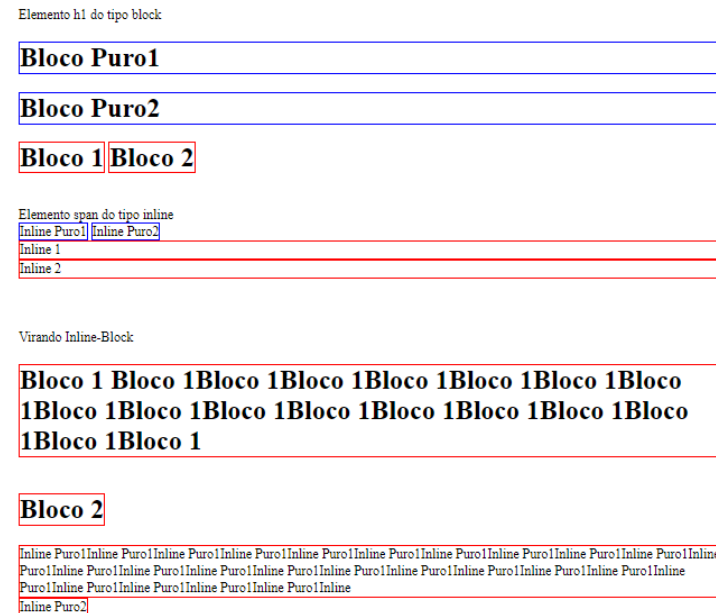 Elemento h1 do tipo block
Bloco Puro1
Bloco Puro2
Bloco 1 Bloco 2
Elemento span do tipo inline
Inline Puro1 Inline Puro2
Inline 1
Inline 2
Virando Inline-Block
Bloco 1 Bloco 1Bloco 1Bloco 1Bloco 1Bloco 1Bloco 1Bloco
1Bloco 1Bloco 1Bloco 1Bloco 1Bloco 1Bloco 1Bloco 1Bloco
1Bloco 1Bloco 1
Bloco 2
Inline Puro1Inline Puro1Inline Puro1Inline Puro1Inline Puro1Inline Puro1Inline Puro1Inline Puro1Inline Puro1Inline Puro1Inline
Puro1Inline Puro1Inline Puro1Inline Puro1Inline Puro1Inline Puro1Inline Puro1Inline Puro1Inline Puro1Inline Puro1Inline
Puro1Inline Puro1Inline Puro1Inline Puro1Inline Puro1Inline
Inline Puro2